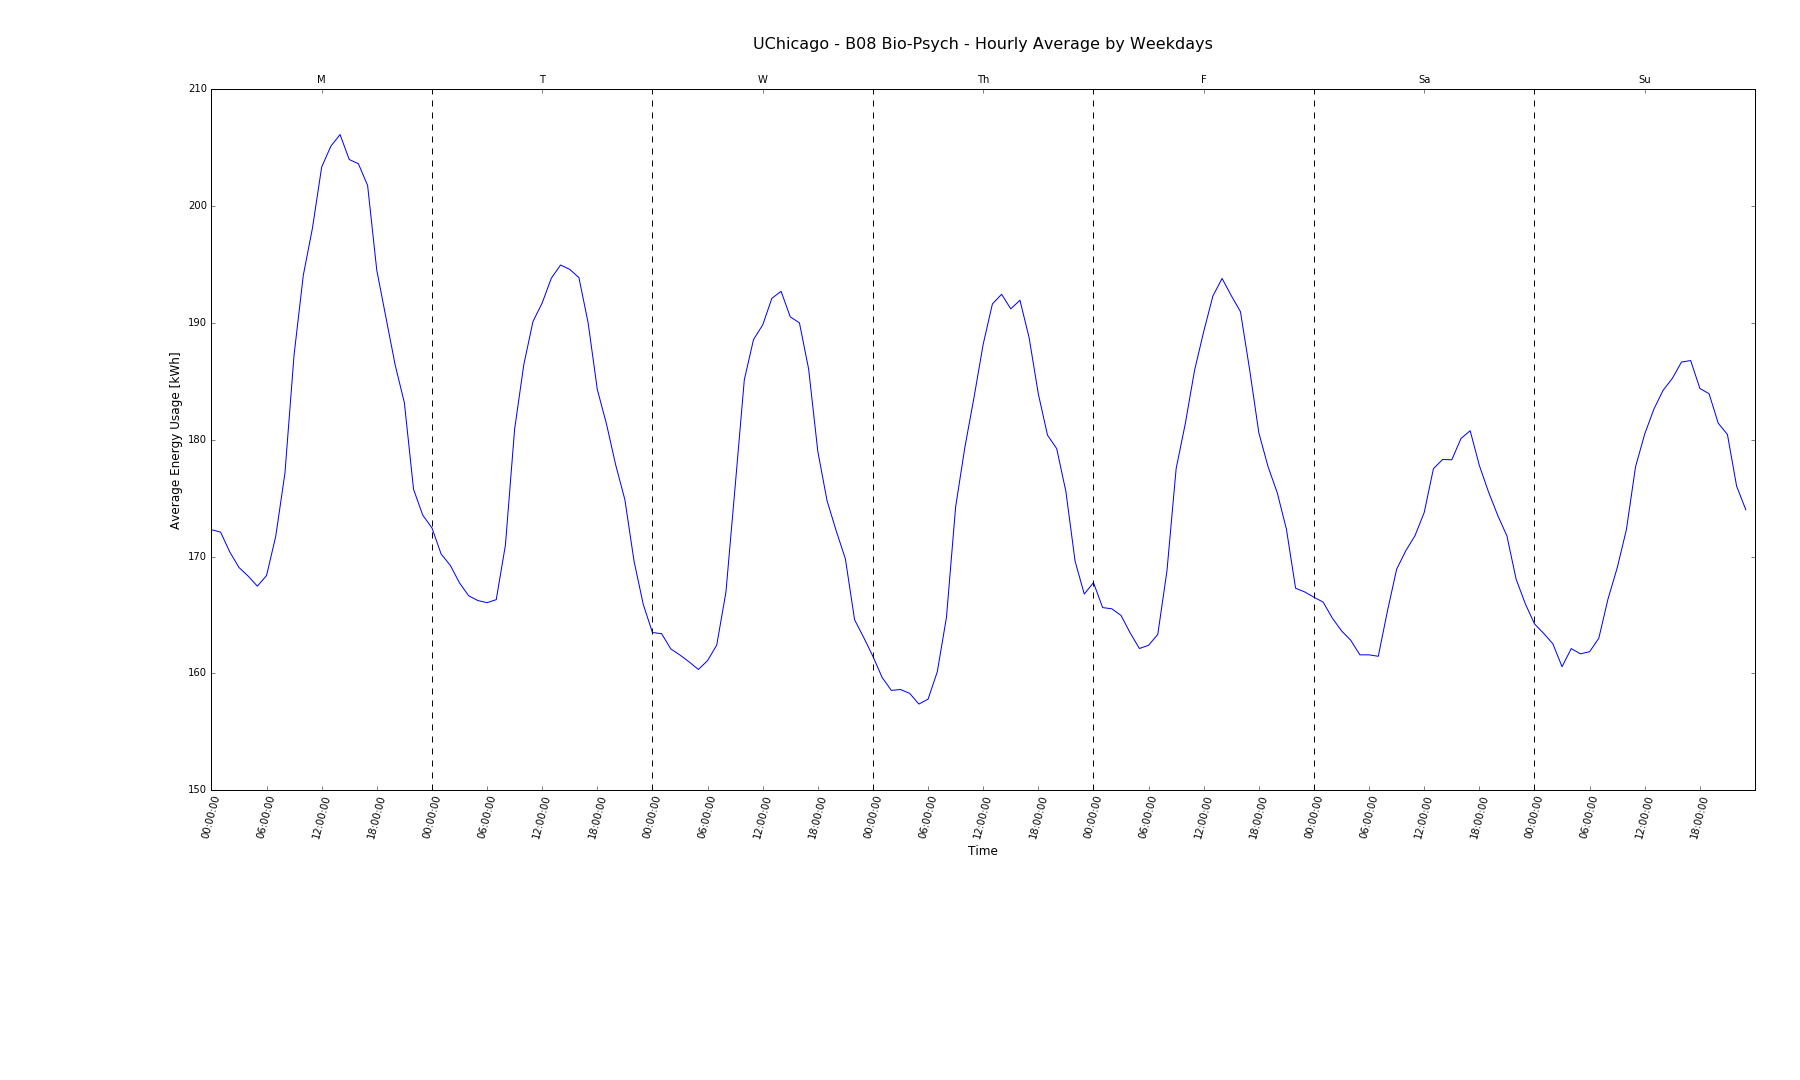 UChicago - B08 Bio-Psych - Hourly Average by Weekdays
M T W Th F Sa Su
210
200
190
180
170
160
150
Average Energy Usage [kWh]
00:00:00 06:00:00 12:00:00 18:00:00 00:00:00 06:00:00 12:00:00 18:00:00 00:00:00 06:00:00 12:00:00 18:00:00 00:00:00 06:00:00 12:00:00 18:00:00 00:00:00 06:00:00 12:00:00 18:00:00 00:00:00 06:00:00 12:00:00 18:00:00 00:00:00 06:00:00 12:00:00 18:00:00
Time